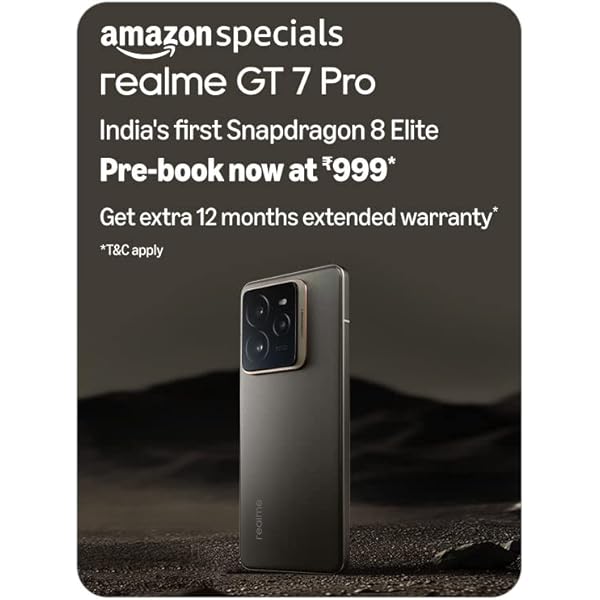 amazon specials
realme GT 7 Pro
India's first Snapdragon 8 Elite
Pre-book now at ₹999*
Get extra 12 months extended warranty*
*T&C apply
realme